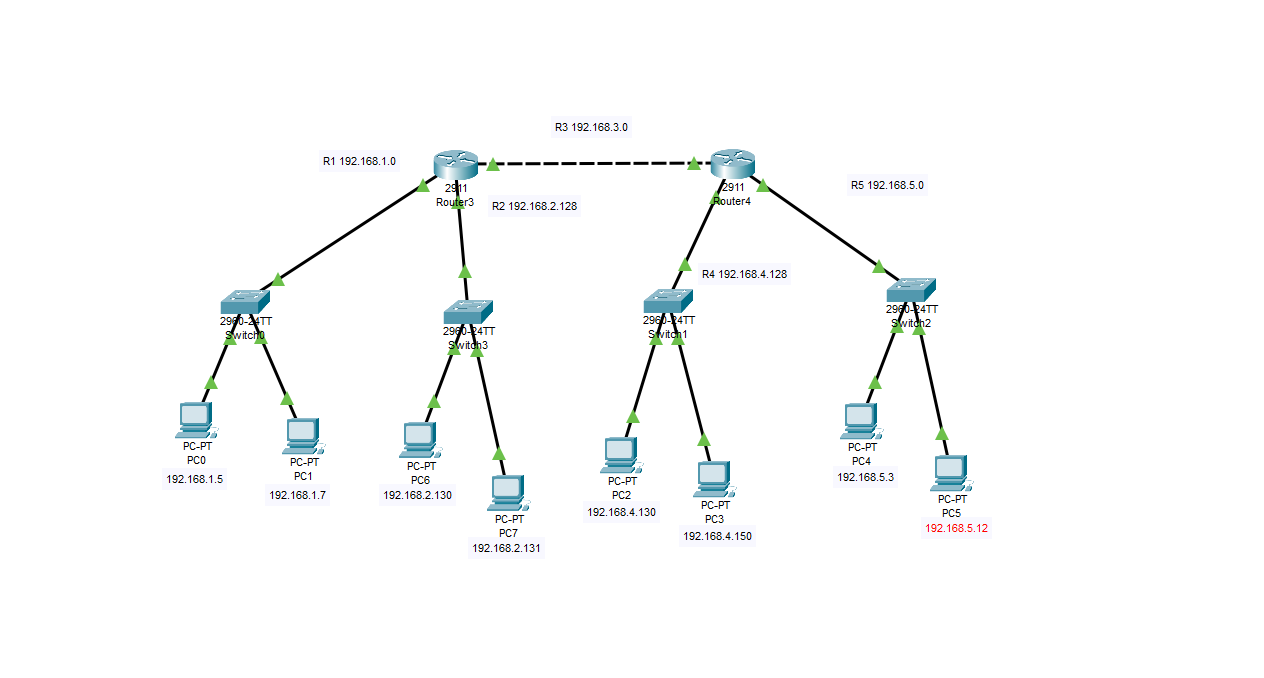 R3 192.168.3.0
R1 192.168.1.0
2911
Router3
2911
Router4
R5 192.168.5.0
R2 192.168.2.128
R4 192.168.4.128
2960-24TT
Switch0
2960-24TT
Switch3
2960-24TT
Switch1
2960-24TT
Switch2
PC-PT
PC0
192.168.1.5
PC-PT
PC1
192.168.1.7
PC-PT
PC6
192.168.2.130
PC-PT
PC7
192.168.2.131
PC-PT
PC2
192.168.4.130
PC-PT
PC3
192.168.4.150
PC-PT
PC4
192.168.5.3
PC-PT
PC5
192.168.5.12